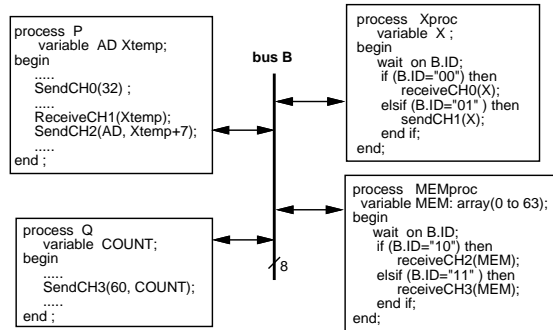 process P
variable AD Xtemp;
begin
.....
SendCH0(32) ;
.....
ReceiveCH1(Xtemp);
SendCH2(AD, Xtemp+7);
.....
end ;
bus B
8
process Xproc
variable X ;
begin
wait on B.ID;
if (B.ID="00") then
receiveCH0(X);
elsif (B.ID="01" ) then
sendCH1(X);
end if;
end;
process Q
variable COUNT;
begin
.....
SendCH3(60, COUNT);
.....
end ;
process MEMproc
variable MEM: array(0 to 63);
begin
wait on B.ID;
if (B.ID="10") then
receiveCH2(MEM);
elsif (B.ID="11" ) then
receiveCH3(MEM);
end if;
end;